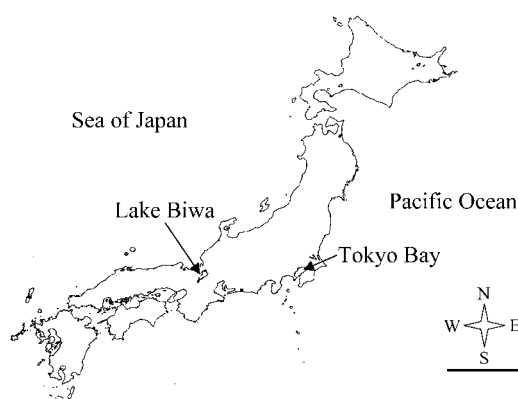 Sea of Japan
Pacific Ocean
Lake Biwa
Tokyo Bay
N
W E
S